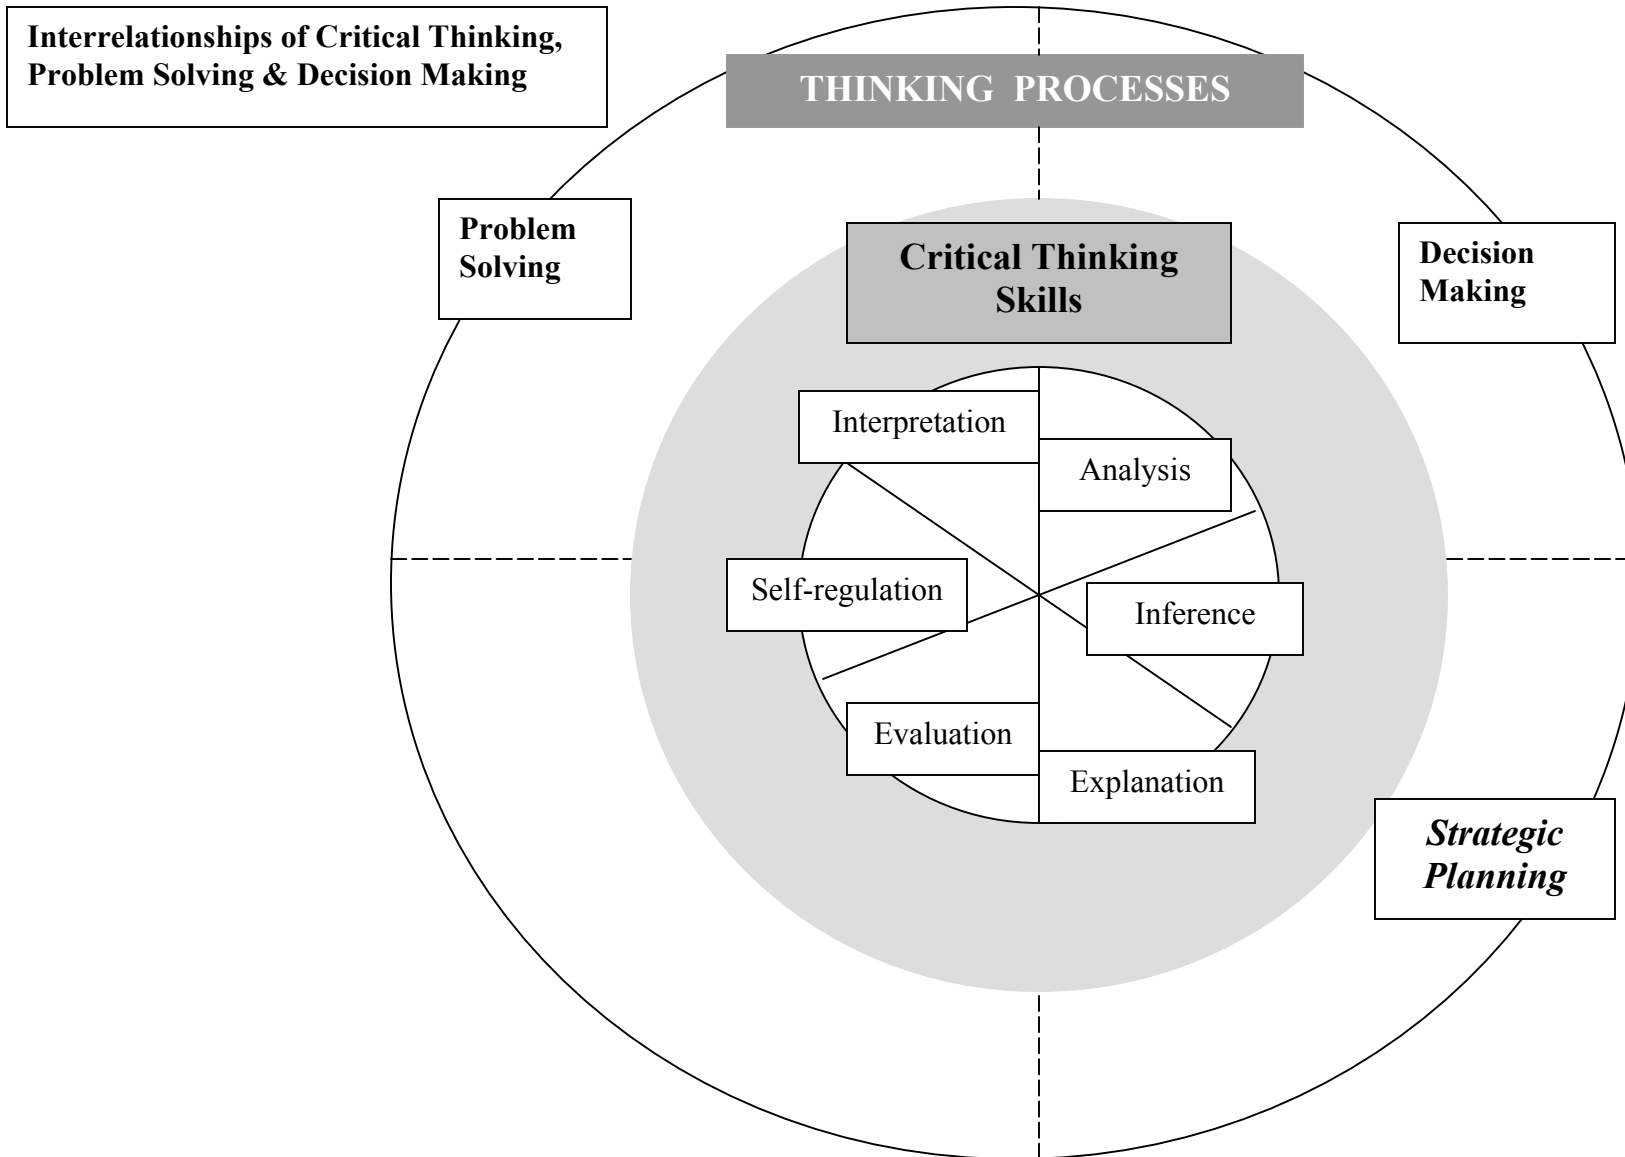 Interrelationships of Critical Thinking,
Problem Solving & Decision Making
THINKING PROCESSES
Problem
Solving
Critical Thinking
Skills
Decision
Making
Interpretation
Analysis
Self-regulation
Inference
Evaluation
Explanation
Strategic
Planning